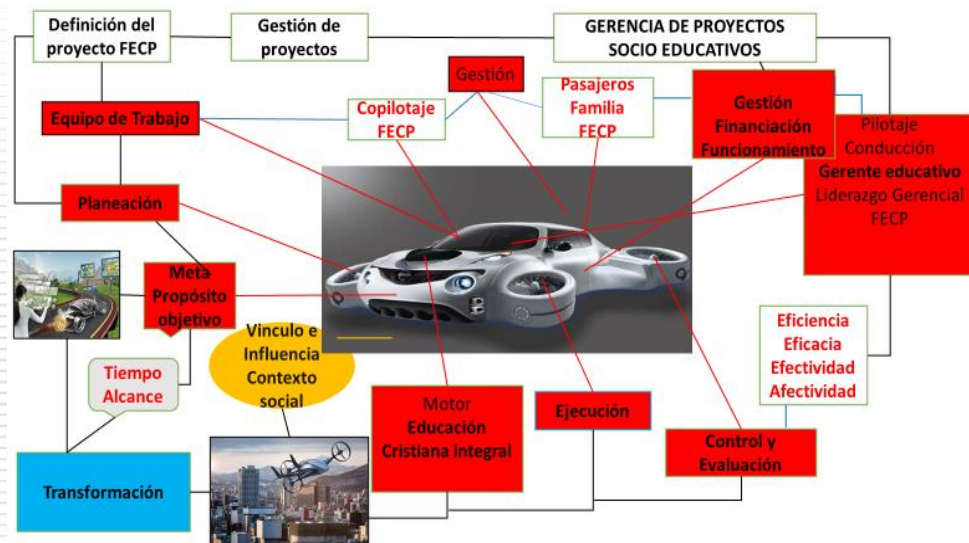 Definición del
proyecto FECP
Gestión de
proyectos
GERENCIA DE PROYECTOS
SOCIO EDUCATIVOS
Gestión
Equipo de Trabajo
Copilotaje
FECP
Pasajeros
Familia
FECP
Gestión
Financiación
Funcionamiento
Pilotaje
Conducción
Gerente educativo
Liderazgo Gerencial
FECP
Planeación
Meta
Propósito
objetivo
Vinculo e
Influencia
Contexto
social
Tiempo
Alcance
Eficiencia
Eficacia
Efectividad
Afectividad
Motor
Educación
Cristiana integral
Ejecución
Control y
Evaluación
Transformación